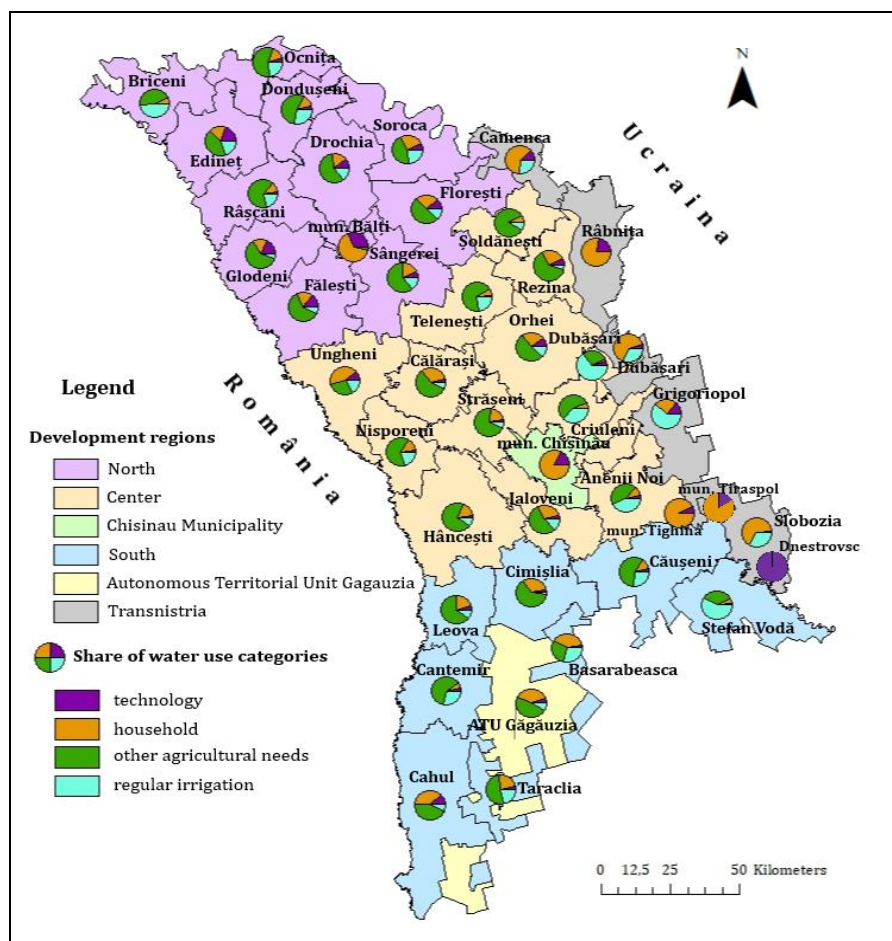 N
Ocnița
Briceni
Dondușeni
Soroca
Camenca
Ucraina
Edineț
Drochia
Florești
Râșcani
mun. Bălți
Soldănești
Râbnița
Glodeni
Sângerei
Rezina
Fălești
Telenești
Orhei
Dubăsari
Ungheni
Călărași
Dubăsari
Legend
România
Strășeni
Grigoriopol
Development regions
Nisporeni
Criuleni
mun. Chișinău
North
Anenii Noi
mun. Tiraspol
Center
Ialoveni
Slobozia
Chisinau Municipality
Hâncești
mun. Tighina
Dnestrovsc
South
Cimișlia
Căușeni
Autonomous Territorial Unit Gagauzia
Transnistria
Leova
Ștefan Vodă
Share of water use categories
Cantemir
Basarabeasca
technology
ATU Găgăuzia
household
other agricultural needs
Cahul
Taraclia
regular irrigation
0 12,5 25 50 Kilometers